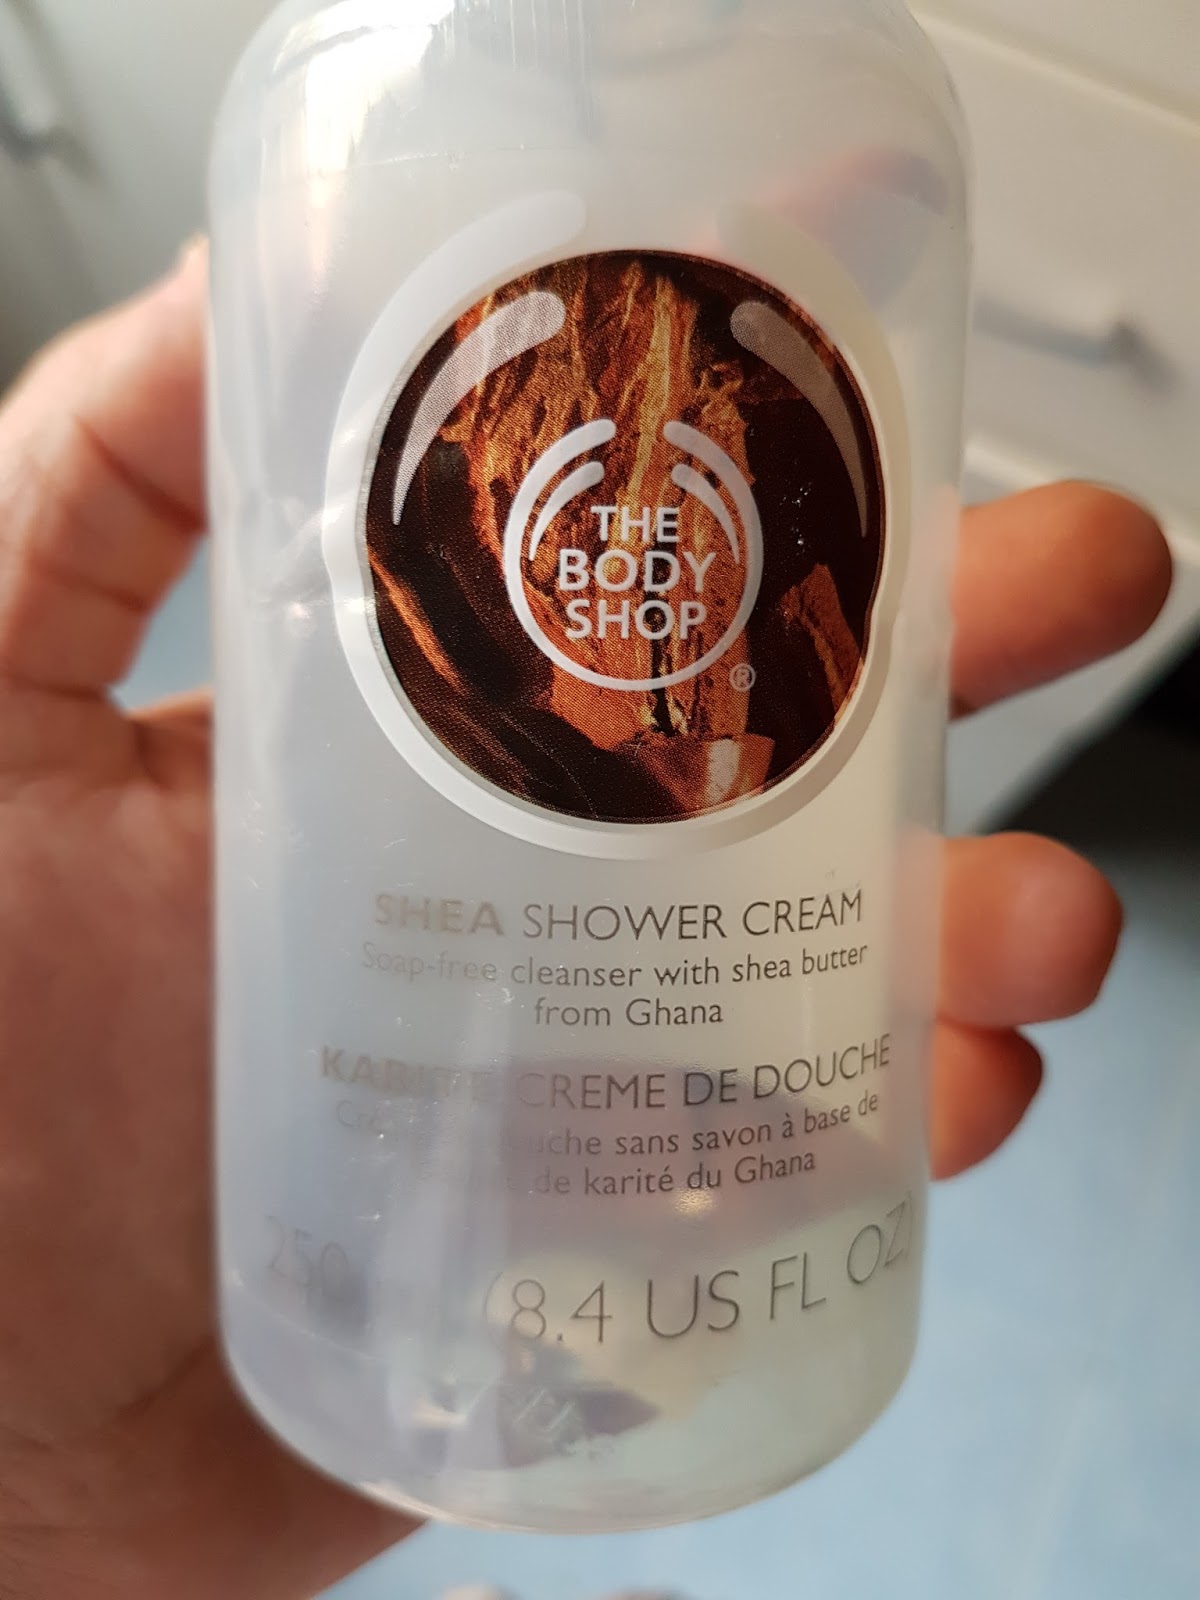 THE
BODY
SHOP
®
SHEA SHOWER CREAM
Soap-free cleanser with shea butter
from Ghana
CREME DE DOUCHE
sans savon à base de
de karité du Ghana
250 (8.4 US FL OZ)